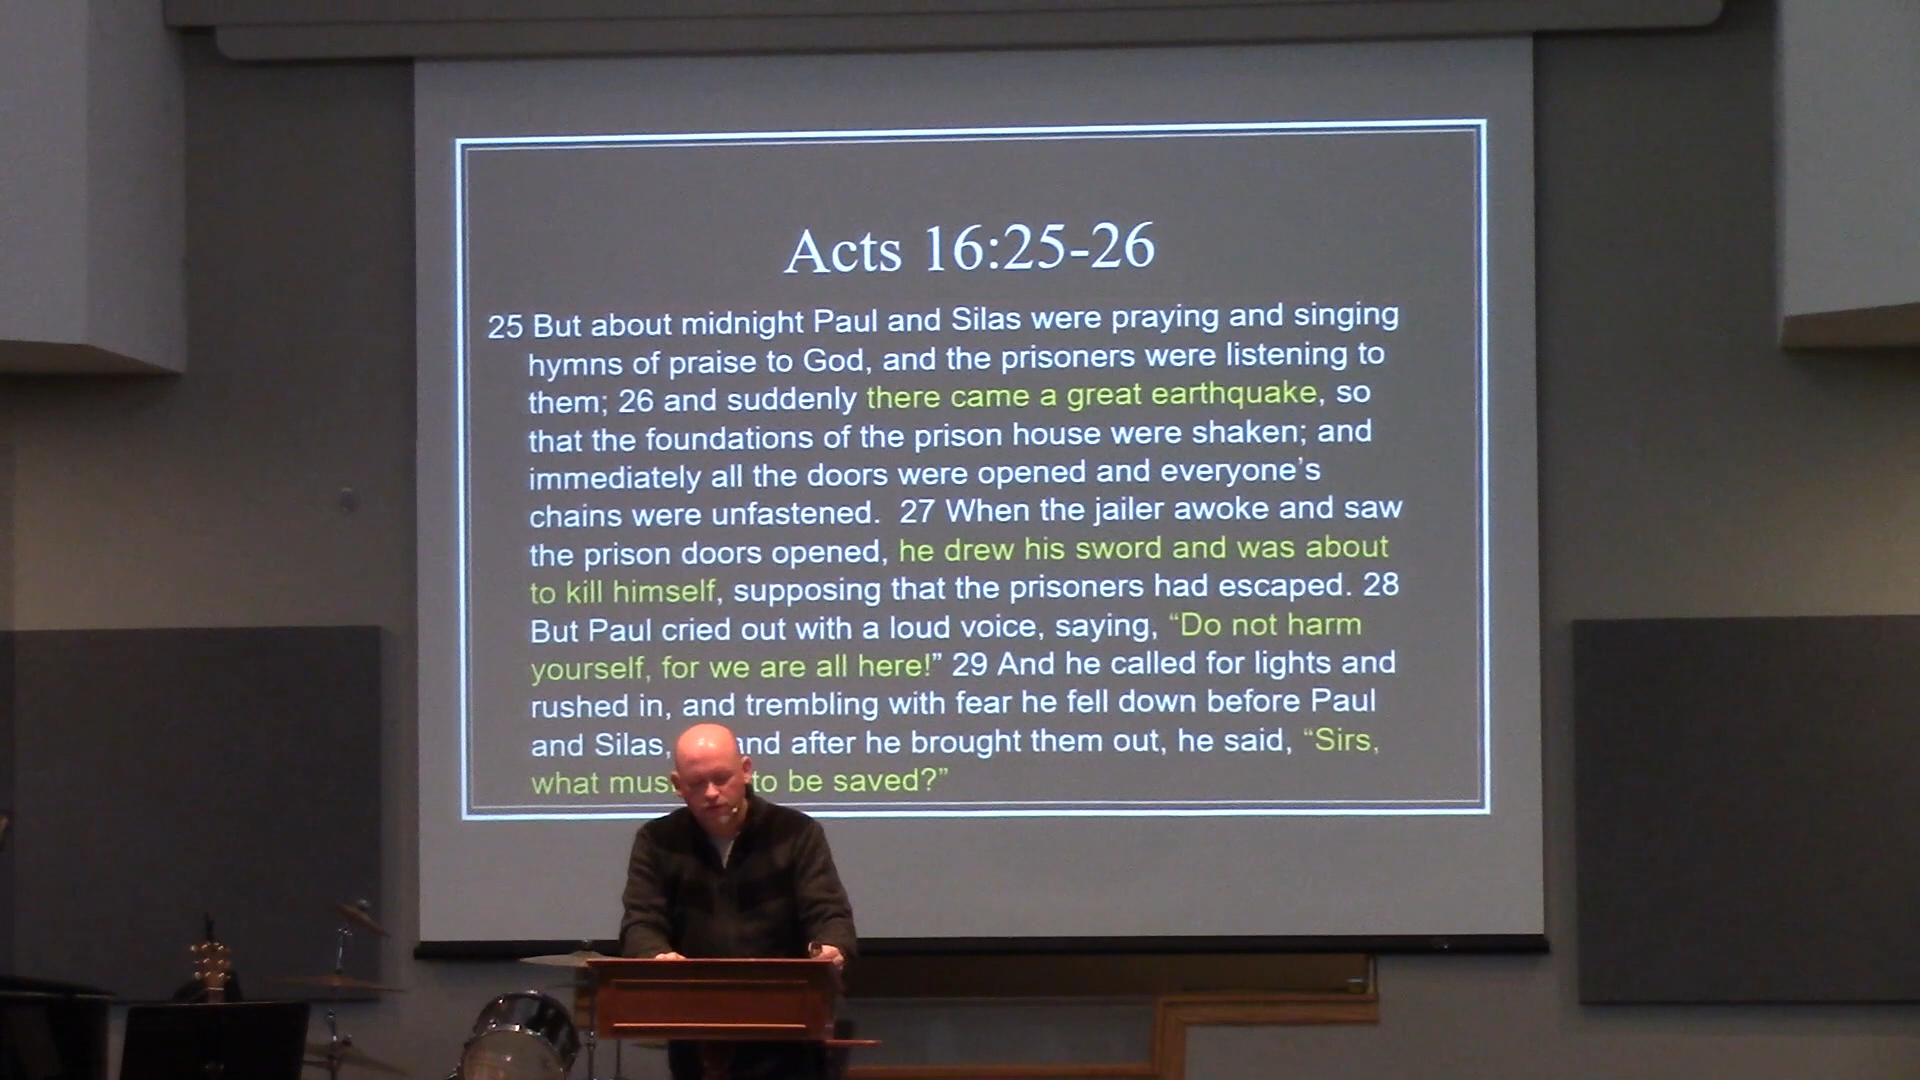 Acts 16:25-26
25 But about midnight Paul and Silas were praying and singing
hymns of praise to God, and the prisoners were listening to
them; 26 and suddenly there came a great earthquake, so
that the foundations of the prison house were shaken; and
immediately all the doors were opened and everyone's
chains were unfastened.  27 When the jailer awoke and saw
the prison doors opened, he drew his sword and was about
to kill himself, supposing that the prisoners had escaped. 28
But Paul cried out with a loud voice, saying, “Do not harm
yourself, for we are all here!” 29 And he called for lights and
rushed in, and trembling with fear he fell down before Paul
and Silas, and after he brought them out, he said, “Sirs,
what to be saved?”